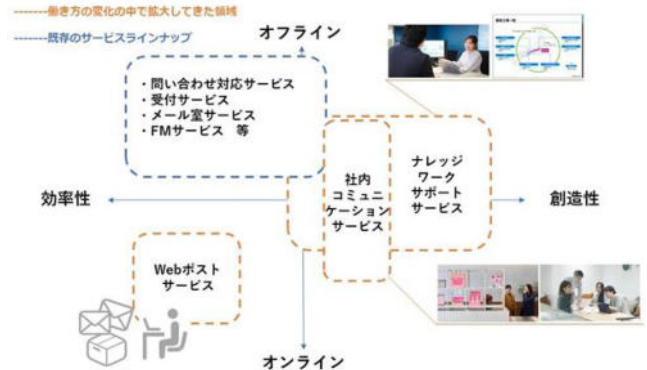 -------働き方の変化の中で拡大してきた領域
-------既存のサービスラインナップ
オフライン
・問い合わせ対応サービス
・受付サービス
・メール室サービス
・FMサービス 等
社内
コミュニ
ケーション
サービス
ナレッジ
ワーク
サポート
サービス
効率性
創造性
Webポスト
サービス
オンライン